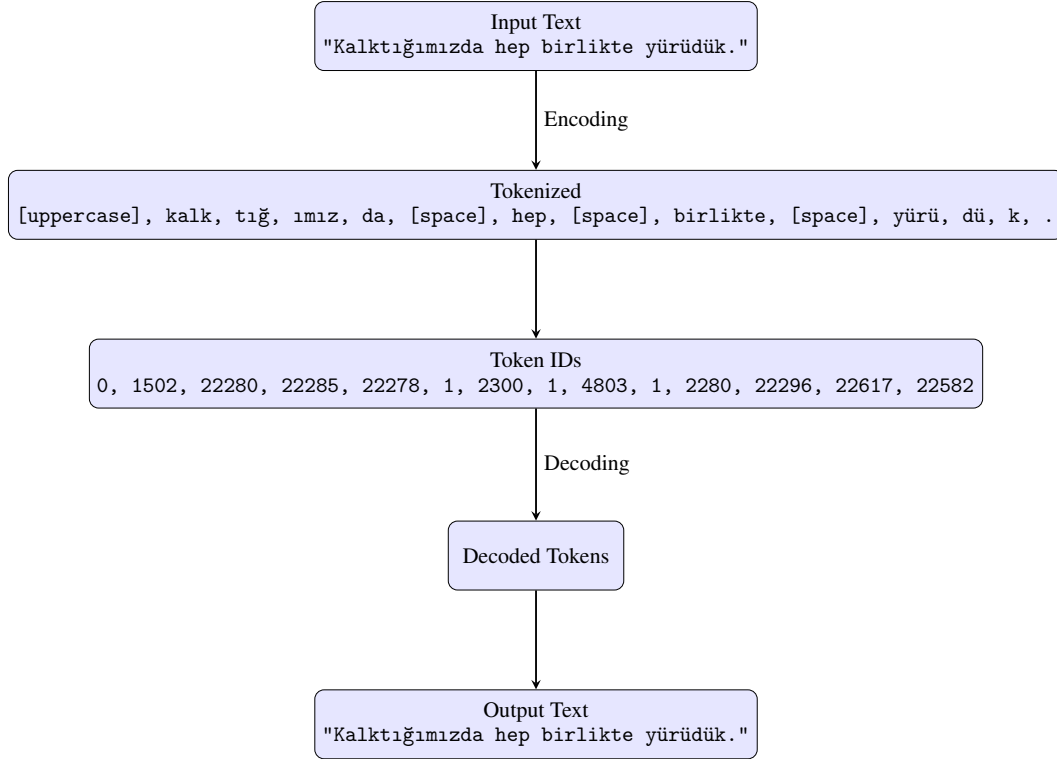 Input Text
"Kalktığımızda hep birlikte yürüdük."
Encoding
Tokenized
[uppercase], kalk, tığ, ımız, da, [space], hep, [space], birlikte, [space], yürü, dü, k, .
Token IDs
0, 1502, 22280, 22285, 22278, 1, 2300, 1, 4803, 1, 2280, 22296, 22617, 22582
Decoding
Decoded Tokens
Output Text
"Kalktığımızda hep birlikte yürüdük."